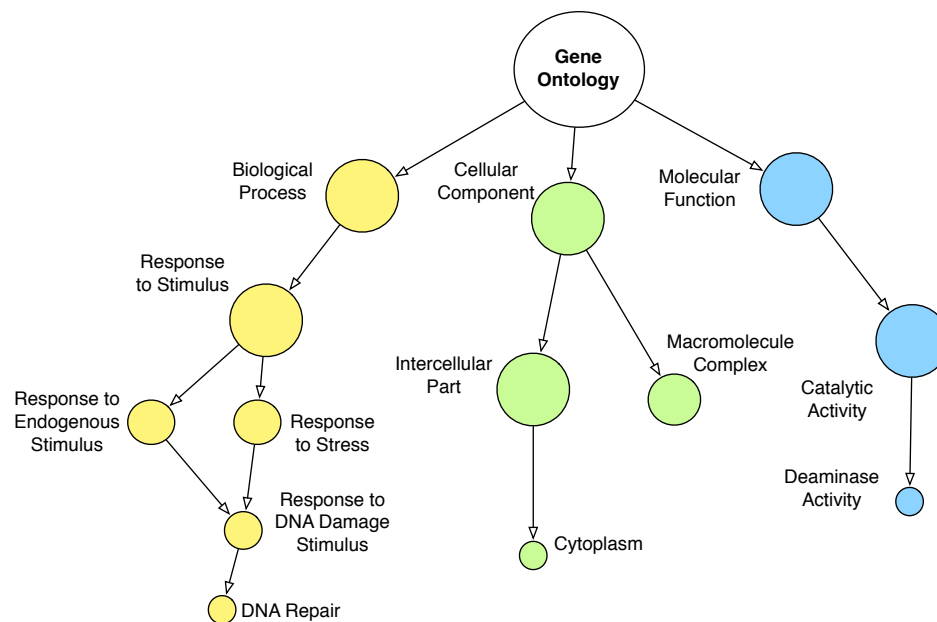 Gene
Ontology
Biological
Process
Cellular
Component
Molecular
Function
Response
to Stimulus
Intercellular
Part
Macromolecule
Complex
Catalytic
Activity
Response to
Endogenous
Stimulus
Response
to Stress
Deaminase
Activity
Response to
DNA Damage
Stimulus
Cytoplasm
DNA Repair